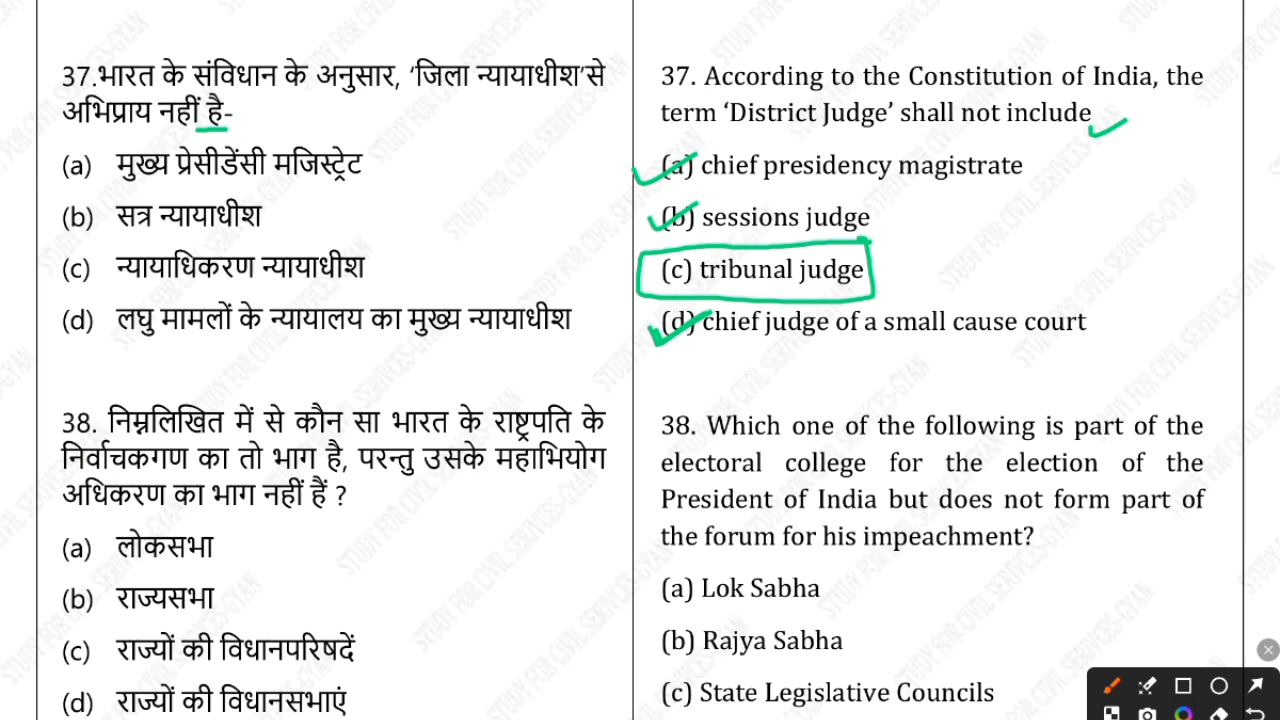 37.भारत के संविधान के अनुसार, ‘जिला न्यायाधीश’से
अभिप्राय नहीं है-
(a) मुख्य प्रेसीडेंसी मजिस्ट्रेट
(b) सत्र न्यायाधीश
(c) न्यायाधिकरण न्यायाधीश
(d) लघु मामलों के न्यायालय का मुख्य न्यायाधीश
38. निम्नलिखित में से कौन सा भारत के राष्ट्रपति के
निर्वाचकगण का तो भाग है, परन्तु उसके महाभियोग
अधिकरण का भाग नहीं हैं ?
(a) लोकसभा
(b) राज्यसभा
(c) राज्यों की विधानपरिषदें
(d) राज्यों की विधानसभाएं
37. According to the Constitution of India, the
term ‘District Judge’ shall not include
(a) chief presidency magistrate
(b) sessions judge
(c) tribunal judge
(d) chief judge of a small cause court
38. Which one of the following is part of the
electoral college for the election of the
President of India but does not form part of
the forum for his impeachment?
(a) Lok Sabha
(b) Rajya Sabha
(c) State Legislative Councils